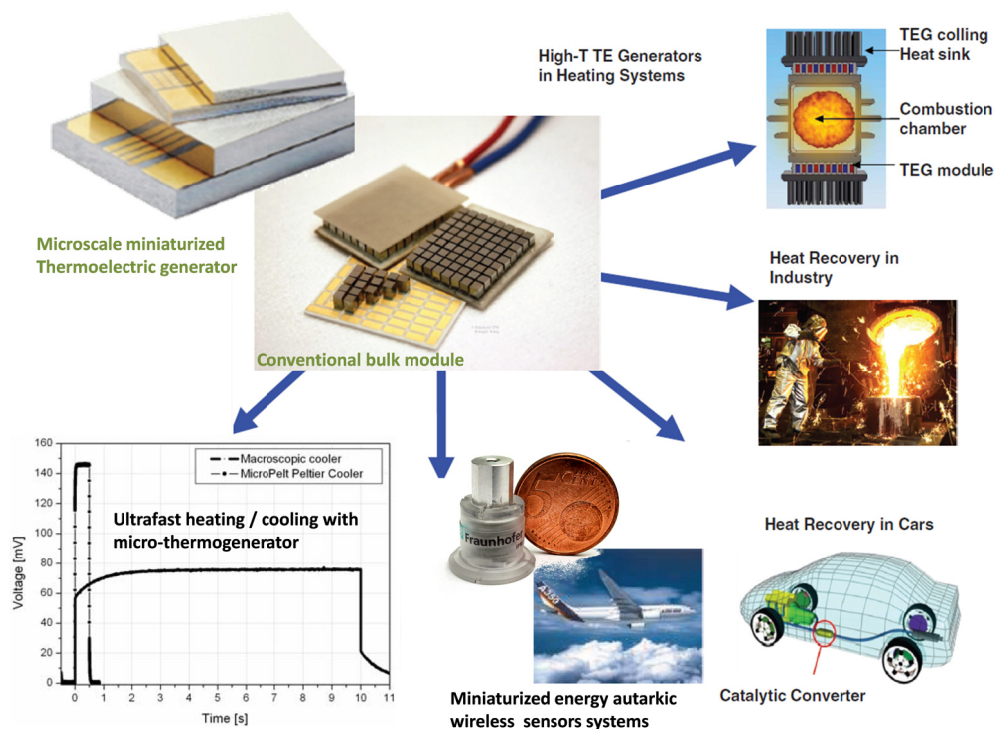 High-T TE Generators
in Heating Systems
TEG colling
Heat sink
Combustion
chamber
TEG module
Microscale miniaturized
Thermoelectric generator
Conventional bulk module
Heat Recovery in
Industry
160
140
120
100
80
60
40
20
0
Voltage [mV]
Macroscopic cooler
MicroPelt Peltier Cooler
Ultrafast heating / cooling with
micro-thermogenerator
0 1 2 3 4 5 6 7 8 9 10 11
Time [s]
5
CENT
Fraunhofer
A350
Miniaturized energy autarkic
wireless sensors systems
Heat Recovery in Cars
Catalytic Converter